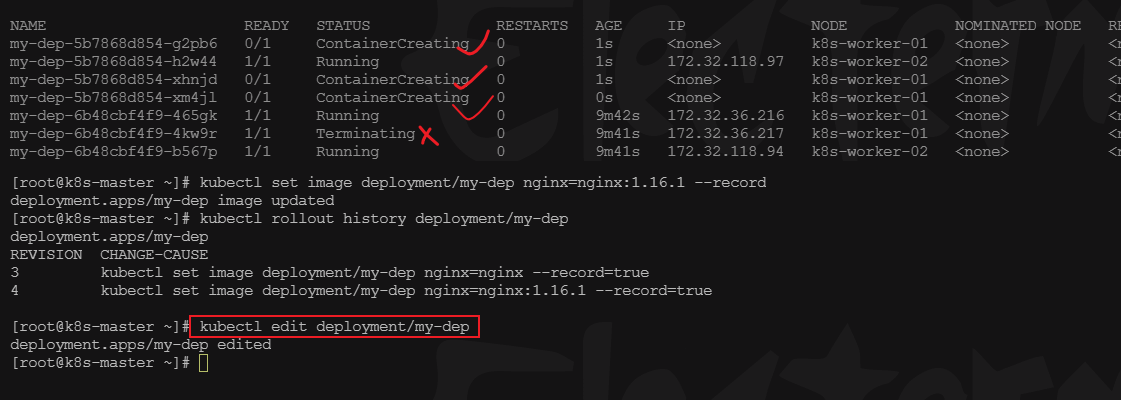 NAME READY STATUS RESTARTS AGE IP NODE NOMINATED NODE RE
my-dep-5b7868d854-g2pb6 0/1 ContainerCreating 0 1s <none> k8s-worker-01 <none> <n
my-dep-5b7868d854-h2w44 1/1 Running 0 1s 172.32.118.97 k8s-worker-02 <none> <n
my-dep-5b7868d854-xhnjd 0/1 ContainerCreating 0 1s <none> k8s-worker-01 <none> <n
my-dep-5b7868d854-xm4jl 0/1 ContainerCreating 0 0s <none> k8s-worker-01 <none> <n
my-dep-6b48cbf4f9-465gk 1/1 Running 0 9m42s 172.32.36.216 k8s-worker-01 <none> <n
my-dep-6b48cbf4f9-4kw9r 1/1 Terminating 0 9m41s 172.32.36.217 k8s-worker-01 <none> <n
my-dep-6b48cbf4f9-b567p 1/1 Running 0 9m41s 172.32.118.94 k8s-worker-02 <none> <n
[root@k8s-master ~]# kubectl set image deployment/my-dep nginx=nginx:1.16.1 --record
deployment.apps/my-dep image updated
[root@k8s-master ~]# kubectl rollout history deployment/my-dep
deployment.apps/my-dep
REVISION CHANGE-CAUSE
3 kubectl set image deployment/my-dep nginx=nginx --record=true
4 kubectl set image deployment/my-dep nginx=nginx:1.16.1 --record=true
[root@k8s-master ~]# kubectl edit deployment/my-dep
deployment.apps/my-dep edited
[root@k8s-master ~]#